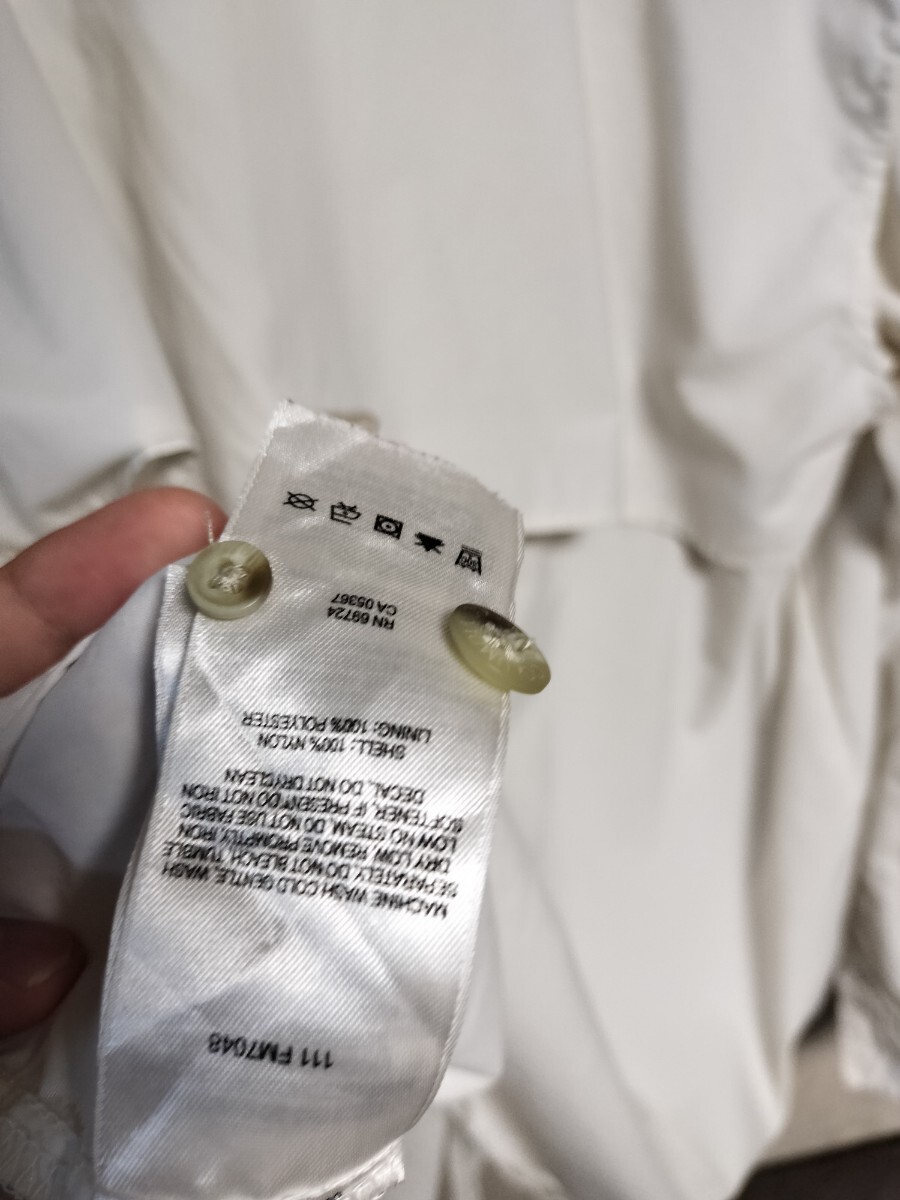 111 FM7048
MACHINE WASH COLD GENTLE, WASH
SEPARATELY DO NOT BLEACH, TUMBLE
DRY LOW, REMOVE PROMPTLY, IRON
LOW NO STEAM, DO NOT USE FABRIC
SOFTENER, IF PRESENT DO NOT IRON
DECAL, DO NOT DRYCLEAN
SHELL: 100% NYLON
LINING: 100% POLYESTER
RN 69724
CA 05367